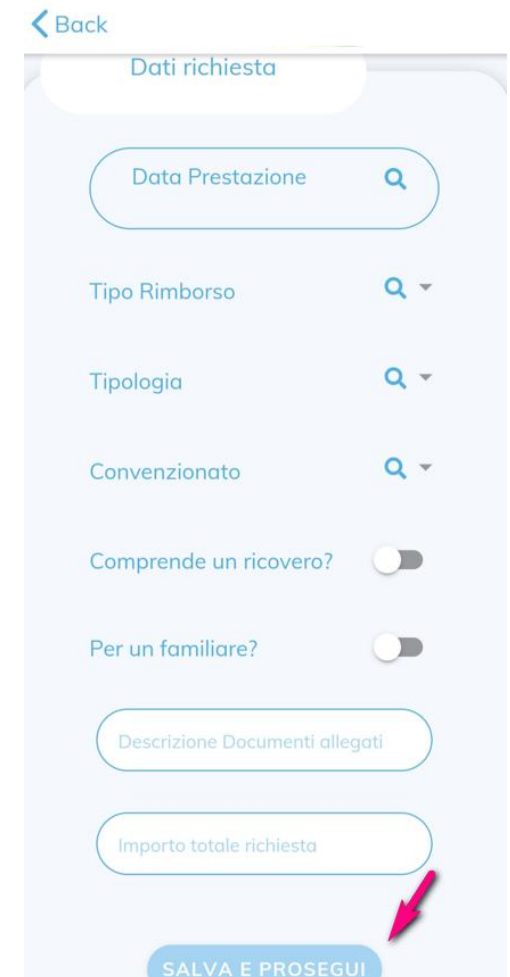 Back
Dati richiesta
Data Prestazione
Tipo Rimborso
Tipologia
Convenzionato
Comprende un ricovero?
Per un familiare?
Descrizione Documenti allegati
Importo totale richiesta
SALVA E PROSEGUI